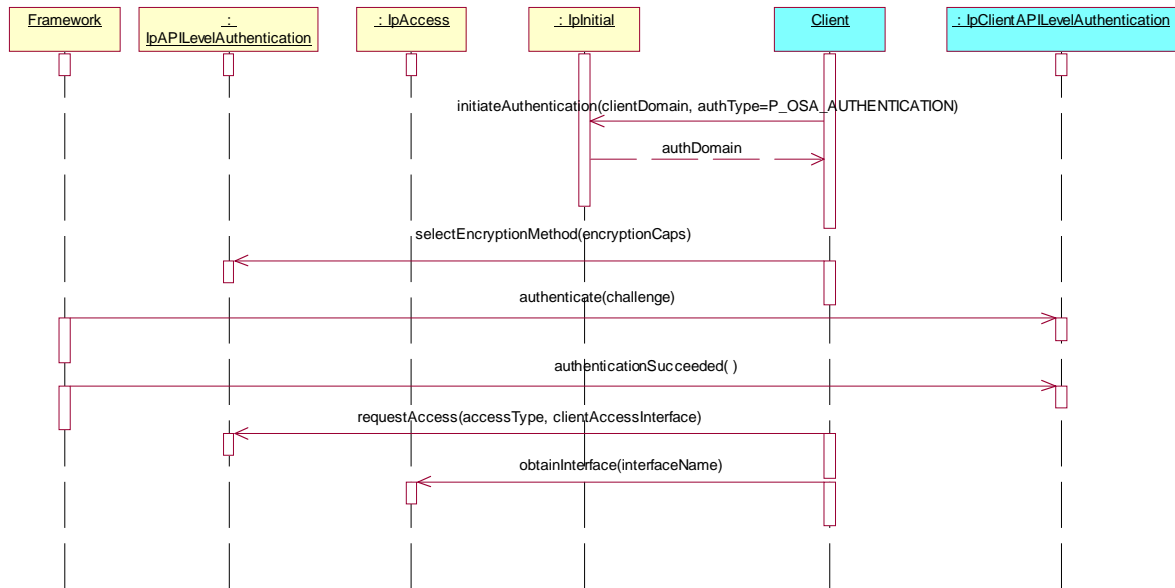 Framework
:
IpAPILevelAuthentication
: IpAccess
: IpInitial
Client
: IpClientAPILevelAuthentication
initiateAuthentication(clientDomain, authType=P_OSA_AUTHENTICATION)
authDomain
selectEncryptionMethod(encryptionCaps)
authenticate(challenge)
authenticationSucceeded( )
requestAccess(accessType, clientAccessInterface)
obtainInterface(interfaceName)